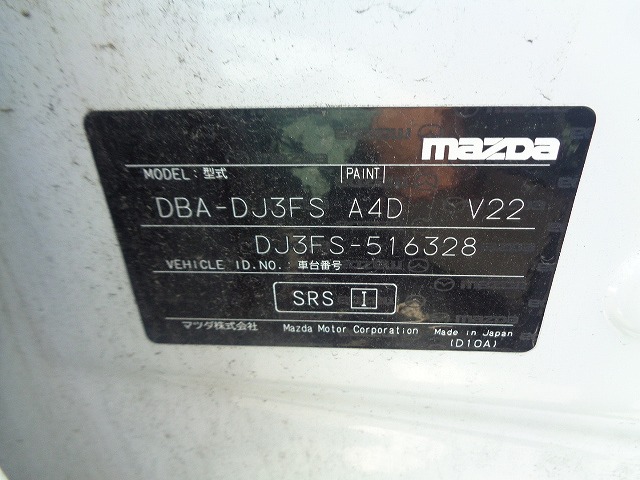 mazda
MODEL: 型式 PAINT
DBA-DJ3FS A4D V22
DJ3FS-516328
VEHICLE ID.NO. 車台番号
SRS I
マツダ株式会社 Mazda Motor Corporation Made in Japan
(D10A)